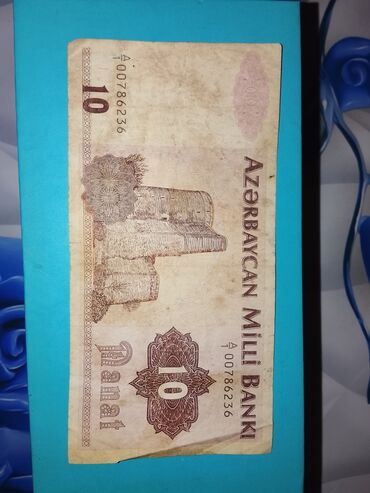 AZƏRBAYCAN MİLLİ BANKI
A/1 00786236
A/1 00786236
10
10
Manat